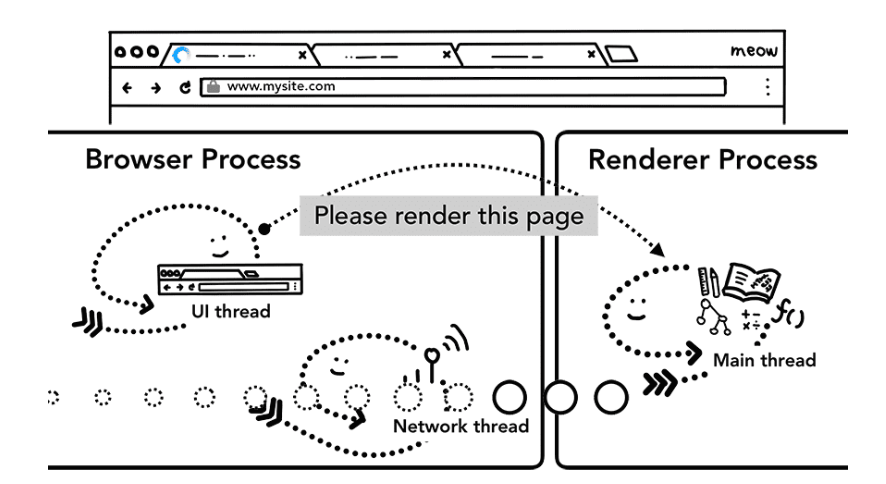 meow
www.mysite.com
Browser Process
Renderer Process
Please render this page
UI thread
f()
Main thread
Network thread